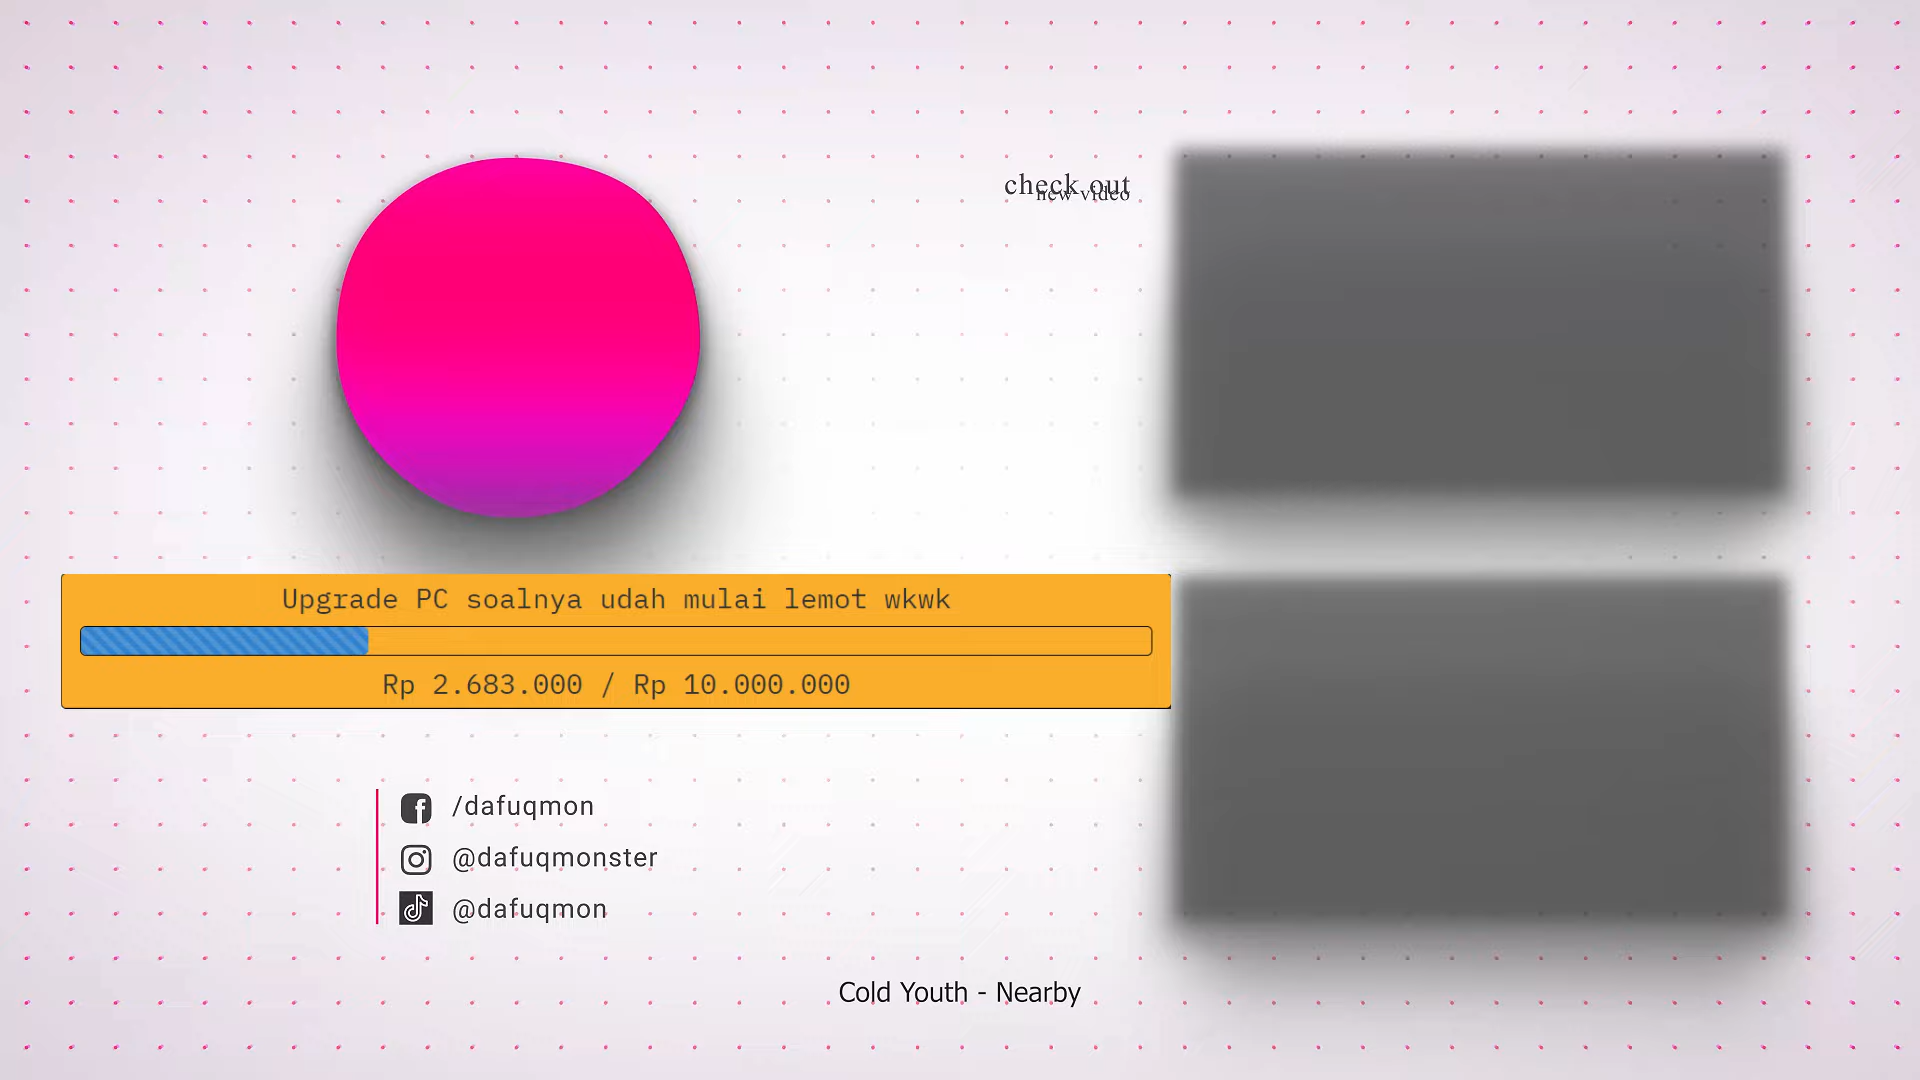 check out
new video
Upgrade PC soalnya udah mulai lemot wkwk
Rp 2.683.000 / Rp 10.000.000
/dafuqmon
@dafuqmonster
@dafuqmon
Cold Youth - Nearby